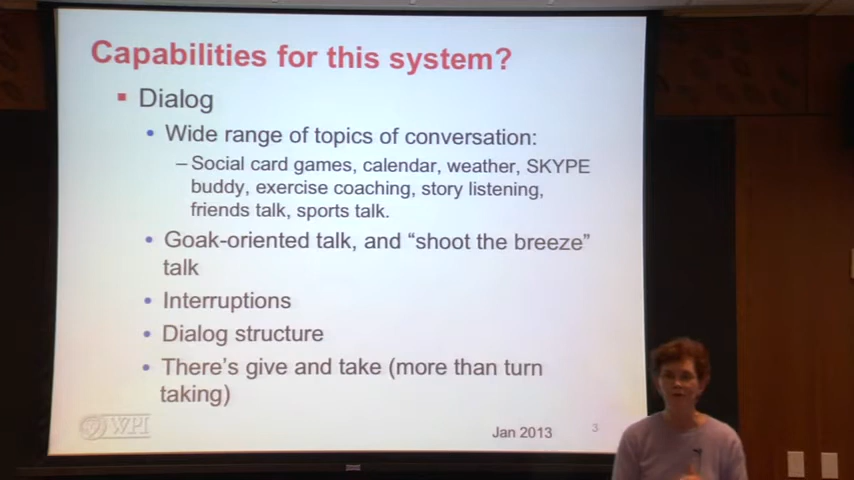 Capabilities for this system?
Dialog
Wide range of topics of conversation:
–Social card games, calendar, weather, SKYPE
buddy, exercise coaching, story listening,
friends talk, sports talk.
Goak-oriented talk, and “shoot the breeze”
talk
Interruptions
Dialog structure
There’s give and take (more than turn
taking)
WPI
Jan 2013
3